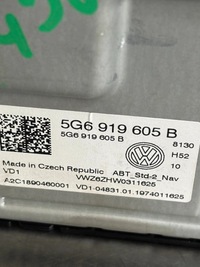 5G6 919 605 B
5G6 919 605 B
8130
H52
10
Made in Czech Republic ABT_Std-2_Nav
VD1 VWZ6ZHW0311625
A2C1890460001 VD1-04831.01.1974011625